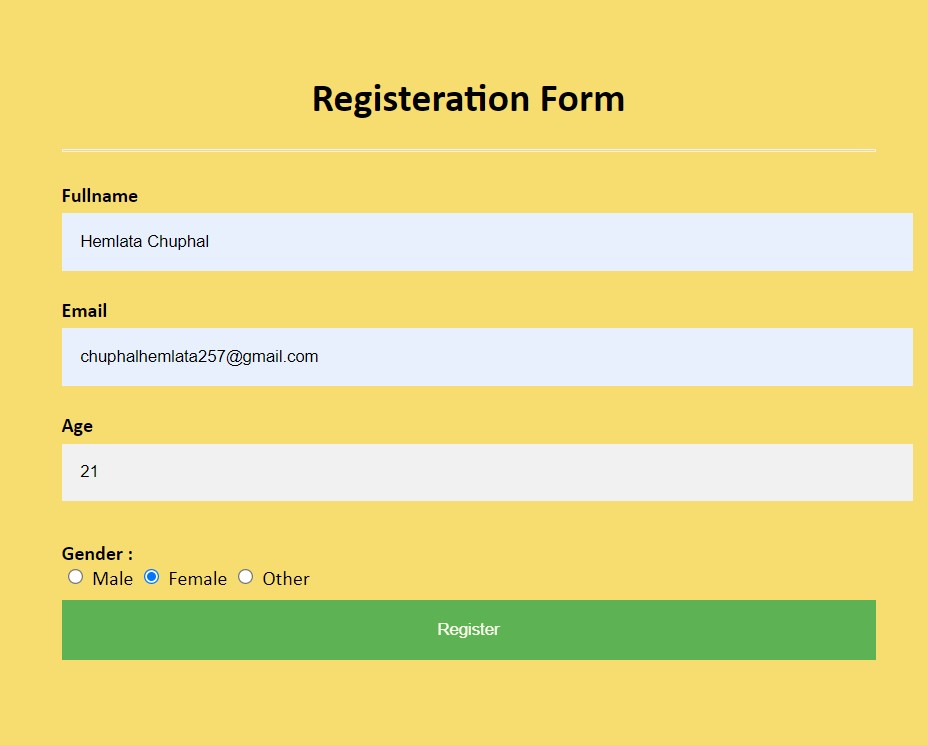 Registeration Form
Fullname
Hemlata Chuphal
Email
chuphalhemlata257@gmail.com
Age
21
Gender :
Male Female Other
Register